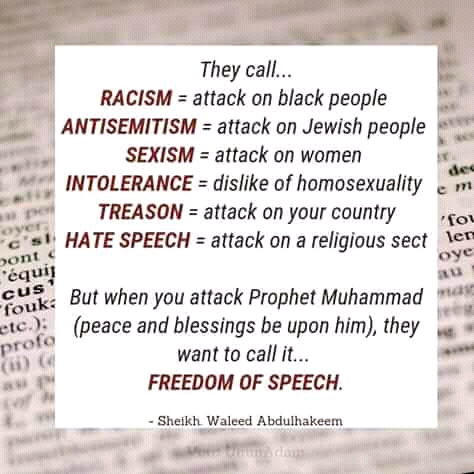 They call...
RACISM = attack on black people
ANTISEMITISM = attack on Jewish people
SEXISM = attack on women
INTOLERANCE = dislike of homosexuality
TREASON = attack on your country
HATE SPEECH = attack on a religious sect
But when you attack Prophet Muhammad
(peace and blessings be upon him), they
want to call it...
FREEDOM OF SPEECH.
- Sheikh. Waleed Abdulhakeem